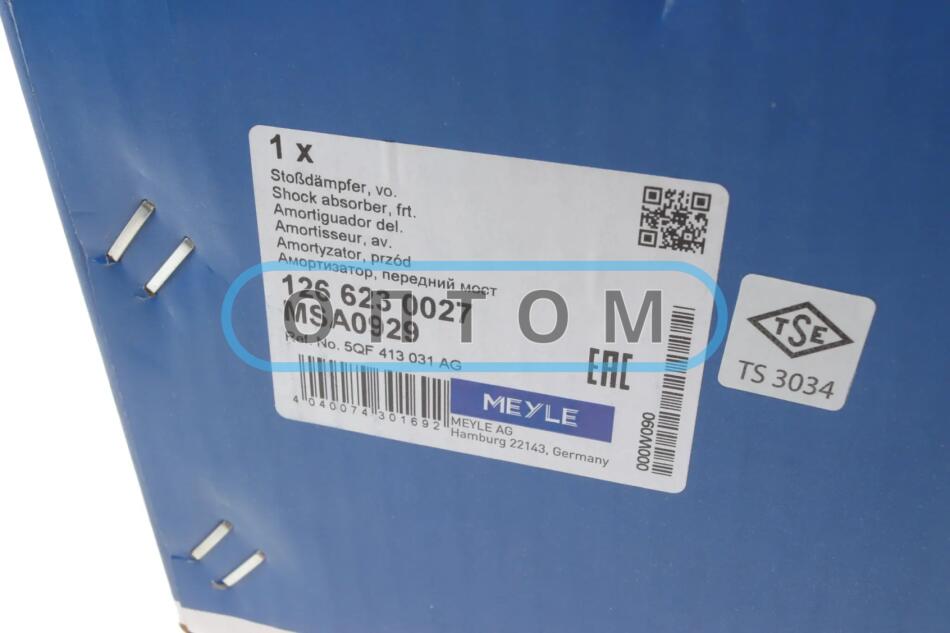 1 x
Stoßdämpfer, vo.
Shock absorber, frt.
Amortiguador del.
Amortisseur, av.
Amortyzator, przód
Амортизатор, передний мост
126 623 0027
MSA0929
Ref. No. 5QF 413 031 AG
4 040074 301692
MEYLE
MEYLE AG
Hamburg 22143, Germany
EAC
000W090
TSE
TS 3034
ОПТОМ